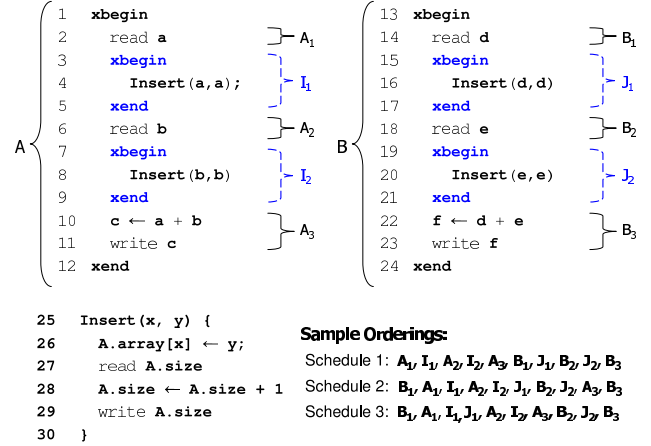 1 xbegin
2 read a
3 xbegin
4 Insert(a,a);
5 xend
6 read b
7 xbegin
8 Insert(b,b)
9 xend
10 c ← a + b
11 write c
12 xend
A
A1
I1
A2
I2
A3
13 xbegin
14 read d
15 xbegin
16 Insert(d,d)
17 xend
18 read e
19 xbegin
20 Insert(e,e)
21 xend
22 f ← d + e
23 write f
24 xend
B
B1
J1
B2
J2
B3
25 Insert(x, y) {
26 A.array[x] ← y;
27 read A.size
28 A.size ← A.size + 1
29 write A.size
30 }
Sample Orderings:
Schedule 1: A1, I1, A2, I2, A3, B1, J1, B2, J2, B3
Schedule 2: B1, A1, I1, A2, I2, J1, B2, J2, A3, B3
Schedule 3: B1, A1, I1, J1, A2, I2, A3, B2, J2, B3